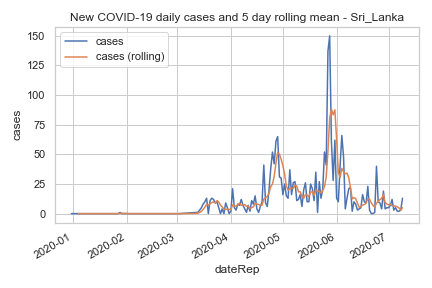 New COVID-19 daily cases and 5 day rolling mean - Sri_Lanka
cases
cases (rolling)
150
125
100
75
50
25
0
cases
2020-01
2020-02
2020-03
2020-04
2020-05
2020-06
2020-07
dateRep